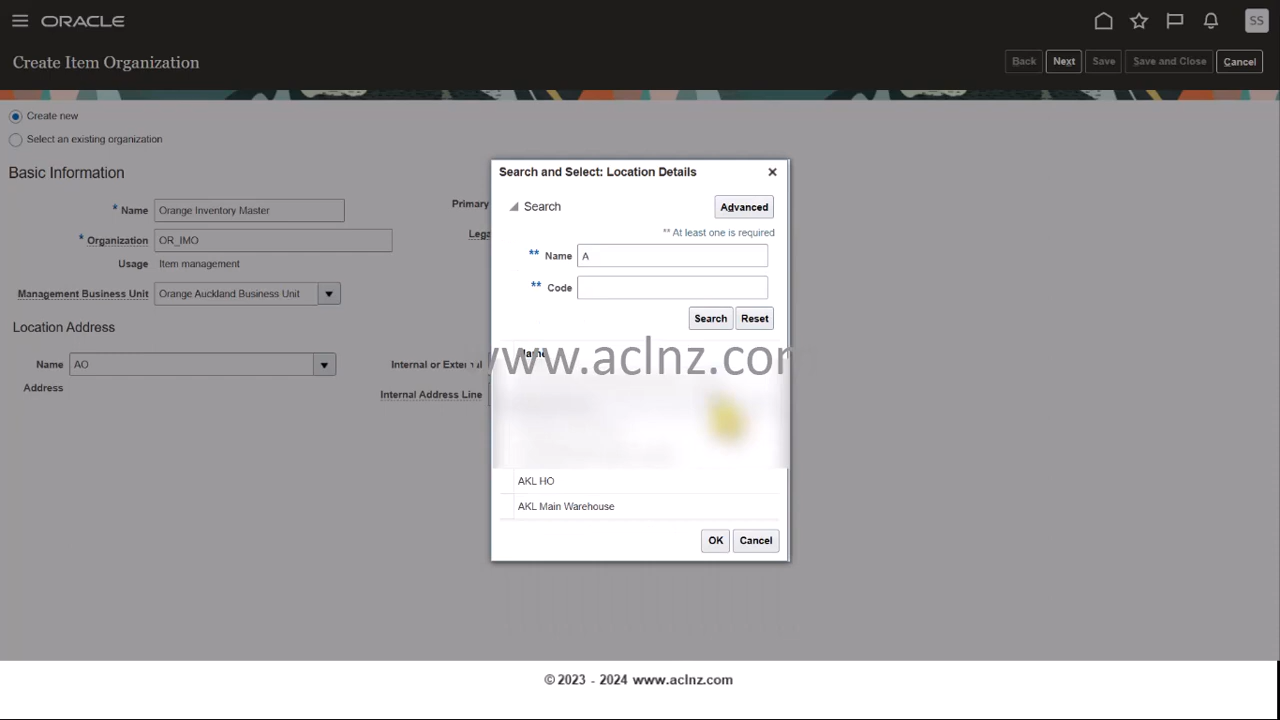 ORACLE
SS
Create Item Organization
Back Next Save Save and Close Cancel
Create new
Select an existing organization
Basic Information
* Name Orange Inventory Master
* Organization OR_IMO
Usage Item management
Management Business Unit Orange Auckland Business Unit
Primary
Location Address
Name AO
Address
Internal or External
Internal Address Line
Search and Select: Location Details
Search
Advanced
** At least one is required
** Name A
** Code
Search Reset
Name
www.aclnz.com
AKL HO
AKL Main Warehouse
OK Cancel
© 2023 - 2024 www.aclnz.com